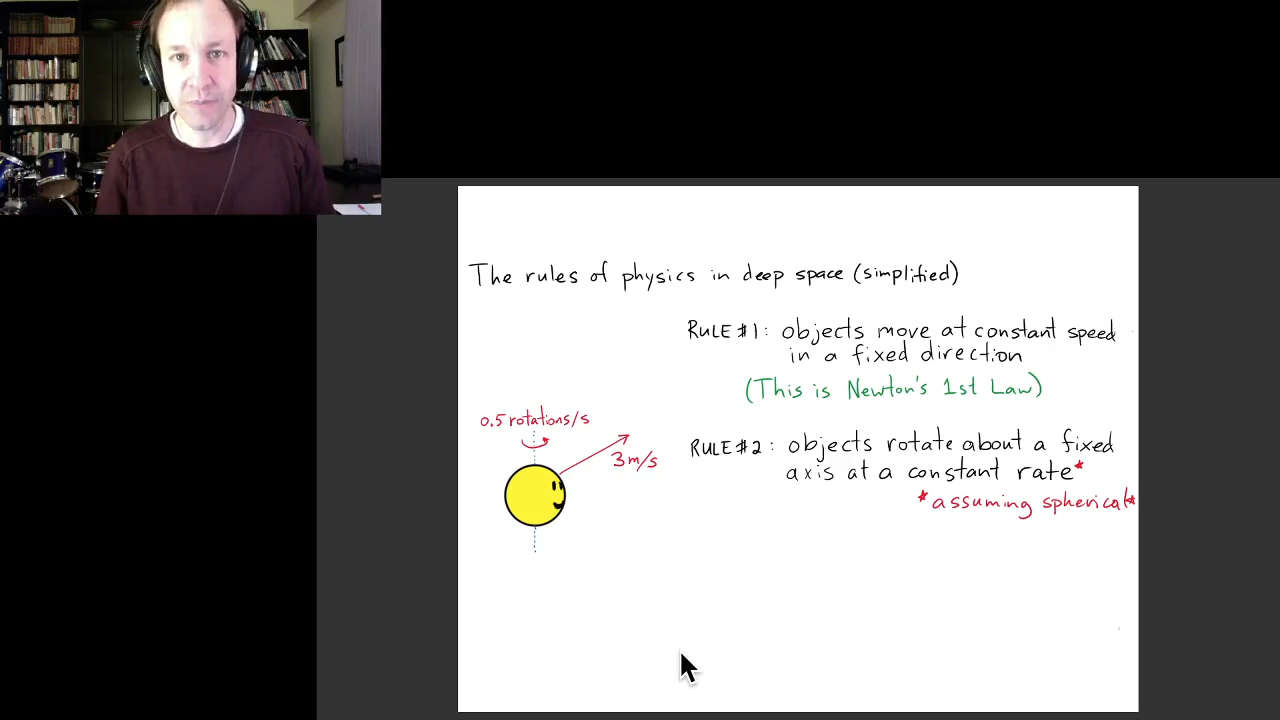 The rules of physics in deep space (simplified)
RULE #1: objects move at constant speed
in a fixed direction
(This is Newton's 1st Law)
0.5 rotations/s
3m/s
RULE #2: objects rotate about a fixed
axis at a constant rate*
*assuming spherical*